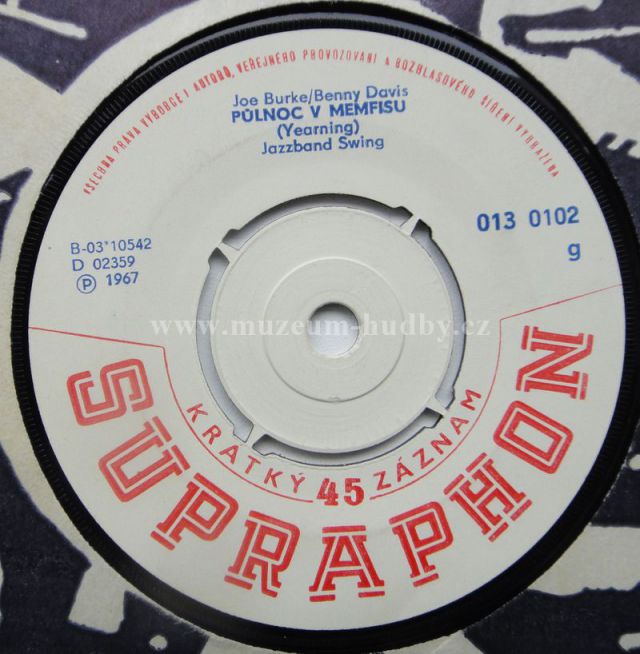 VŠECHNA PRÁVA VÝROBCE I AUTORŮ, VEŘEJNÉHO PROVOZOVÁNÍ A ROZHLASOVÉHO ŠÍŘENÍ VYHRAZENA
Joe Burke/Benny Davis
PŮLNOC V MEMFISU
(Yearning)
Jazzband Swing
013 0102
g
B-03*10542
D 02359
Ⓟ 1967
www.muzeum-hudby.cz
KRÁTKÝ 45 ZÁZNAM
SUPRAPHON